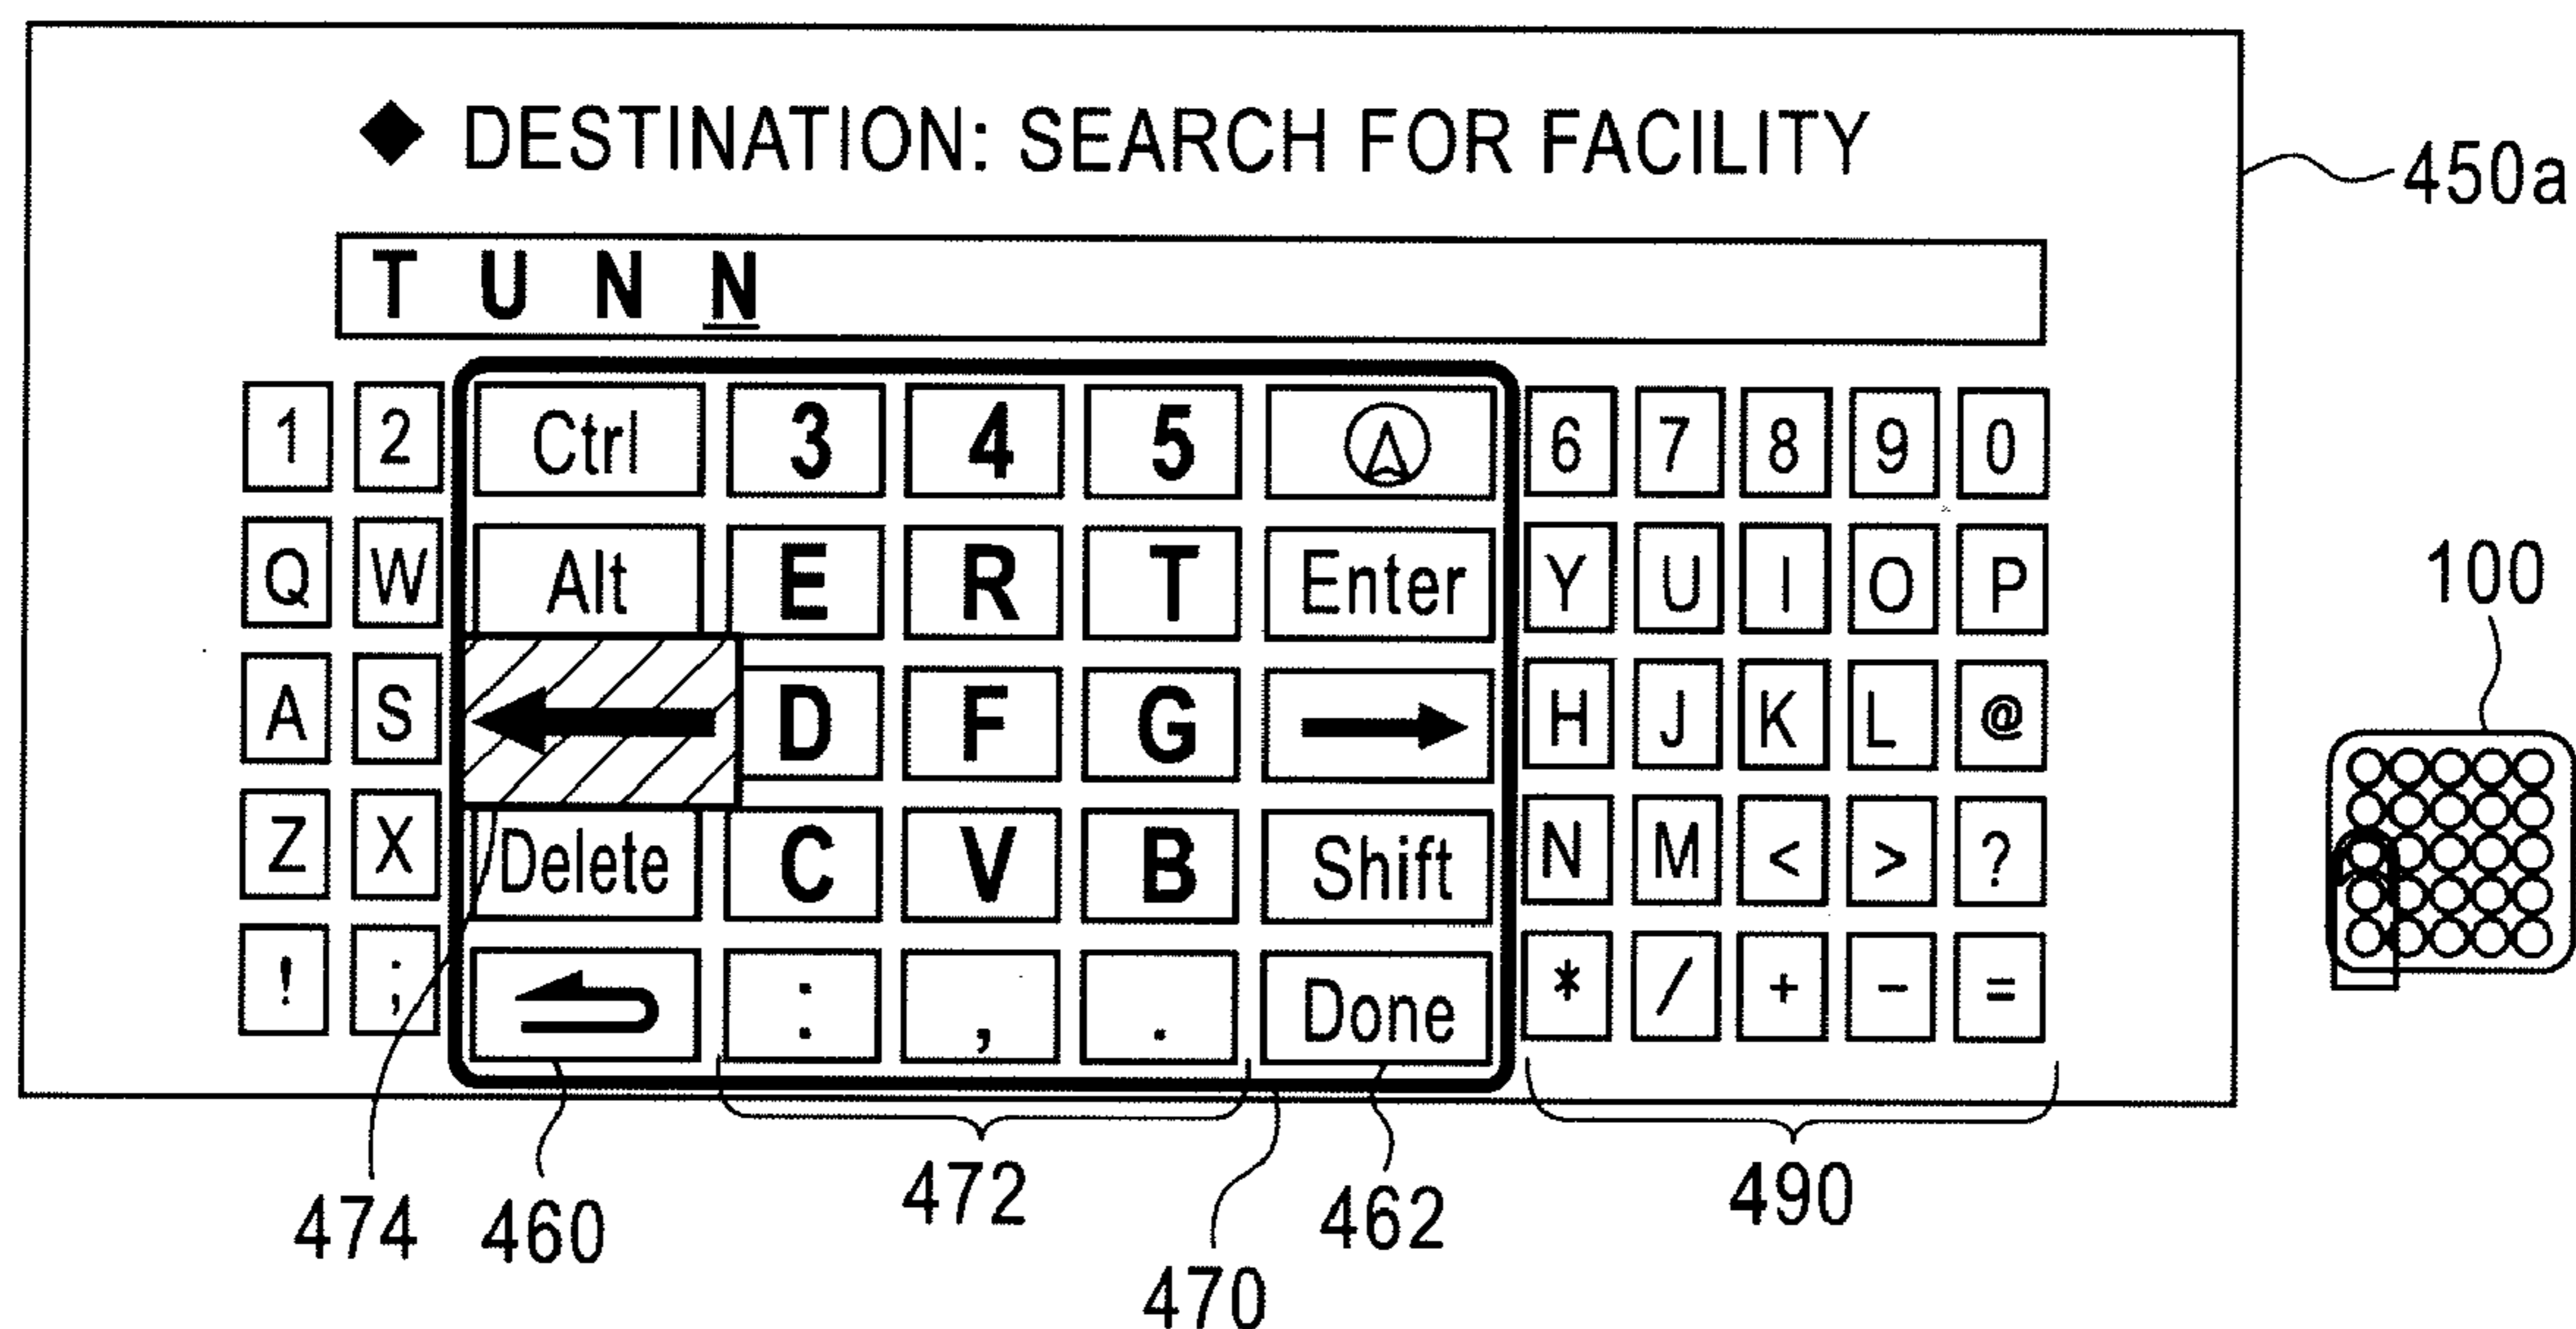 ◆ DESTINATION: SEARCH FOR FACILITY
450a
T U N N
1 2 Ctrl 3 4 5 6 7 8 9 0
Q W Alt E R T Enter Y U I O P
100
A S ← D F G → H J K L @
Z X Delete C V B Shift N M < > ?
! ; : , . Done * / + - =
474 460 472 470 462 490